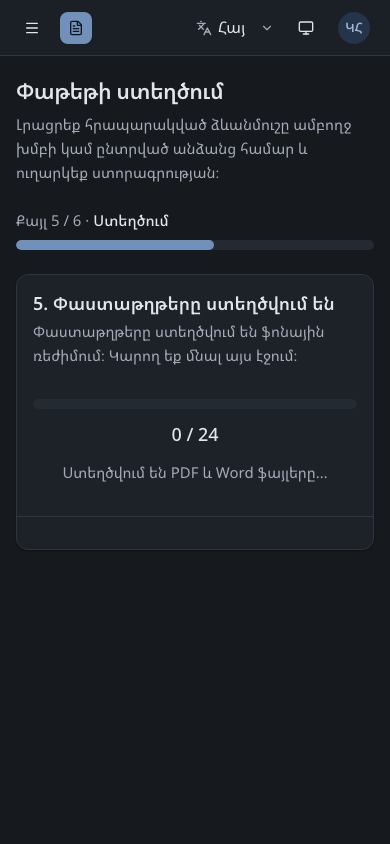 Հայ
ԿՀ
Փաթեթի ստեղծում
Լրացրեք հրապարակված ձևանմուշը ամբողջ
խմբի կամ ընտրված անձանց համար և
ուղարկեք ստորագրության:
Քայլ 5 / 6 · Ստեղծում
5. Փաստաթղթերը ստեղծվում են
Փաստաթղթերը ստեղծվում են ֆոնային
ռեժիմում: Կարող եք մնալ այս էջում:
0 / 24
Ստեղծվում են PDF և Word ֆայլերը...